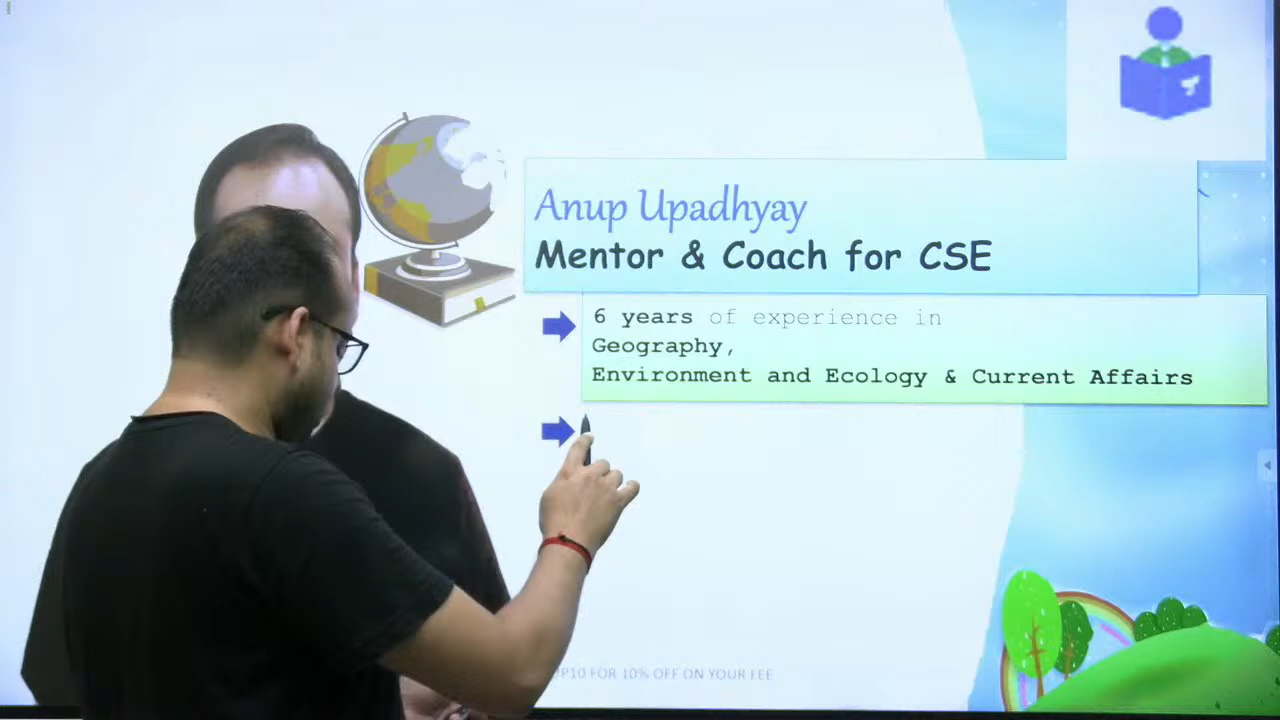 Anup Upadhyay
Mentor & Coach for CSE
6 years of experience in
Geography,
Environment and Ecology & Current Affairs
FOR 10% OFF ON YOUR FEE